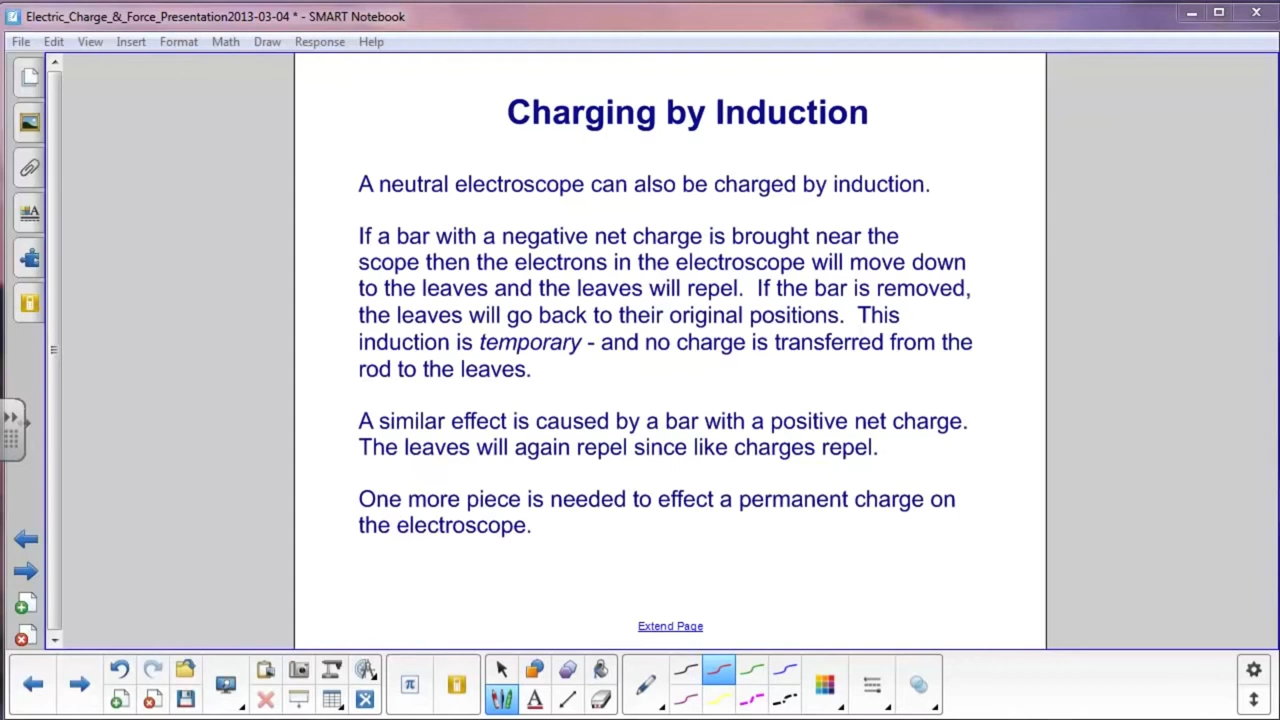 Electric_Charge_&_Force_Presentation2013-03-04 * - SMART Notebook
File Edit View Insert Format Math Draw Response Help
Charging by Induction
A neutral electroscope can also be charged by induction.
If a bar with a negative net charge is brought near the
scope then the electrons in the electroscope will move down
to the leaves and the leaves will repel.  If the bar is removed,
the leaves will go back to their original positions.  This
induction is temporary - and no charge is transferred from the
rod to the leaves.
A similar effect is caused by a bar with a positive net charge.
The leaves will again repel since like charges repel.
One more piece is needed to effect a permanent charge on
the electroscope.
Extend Page